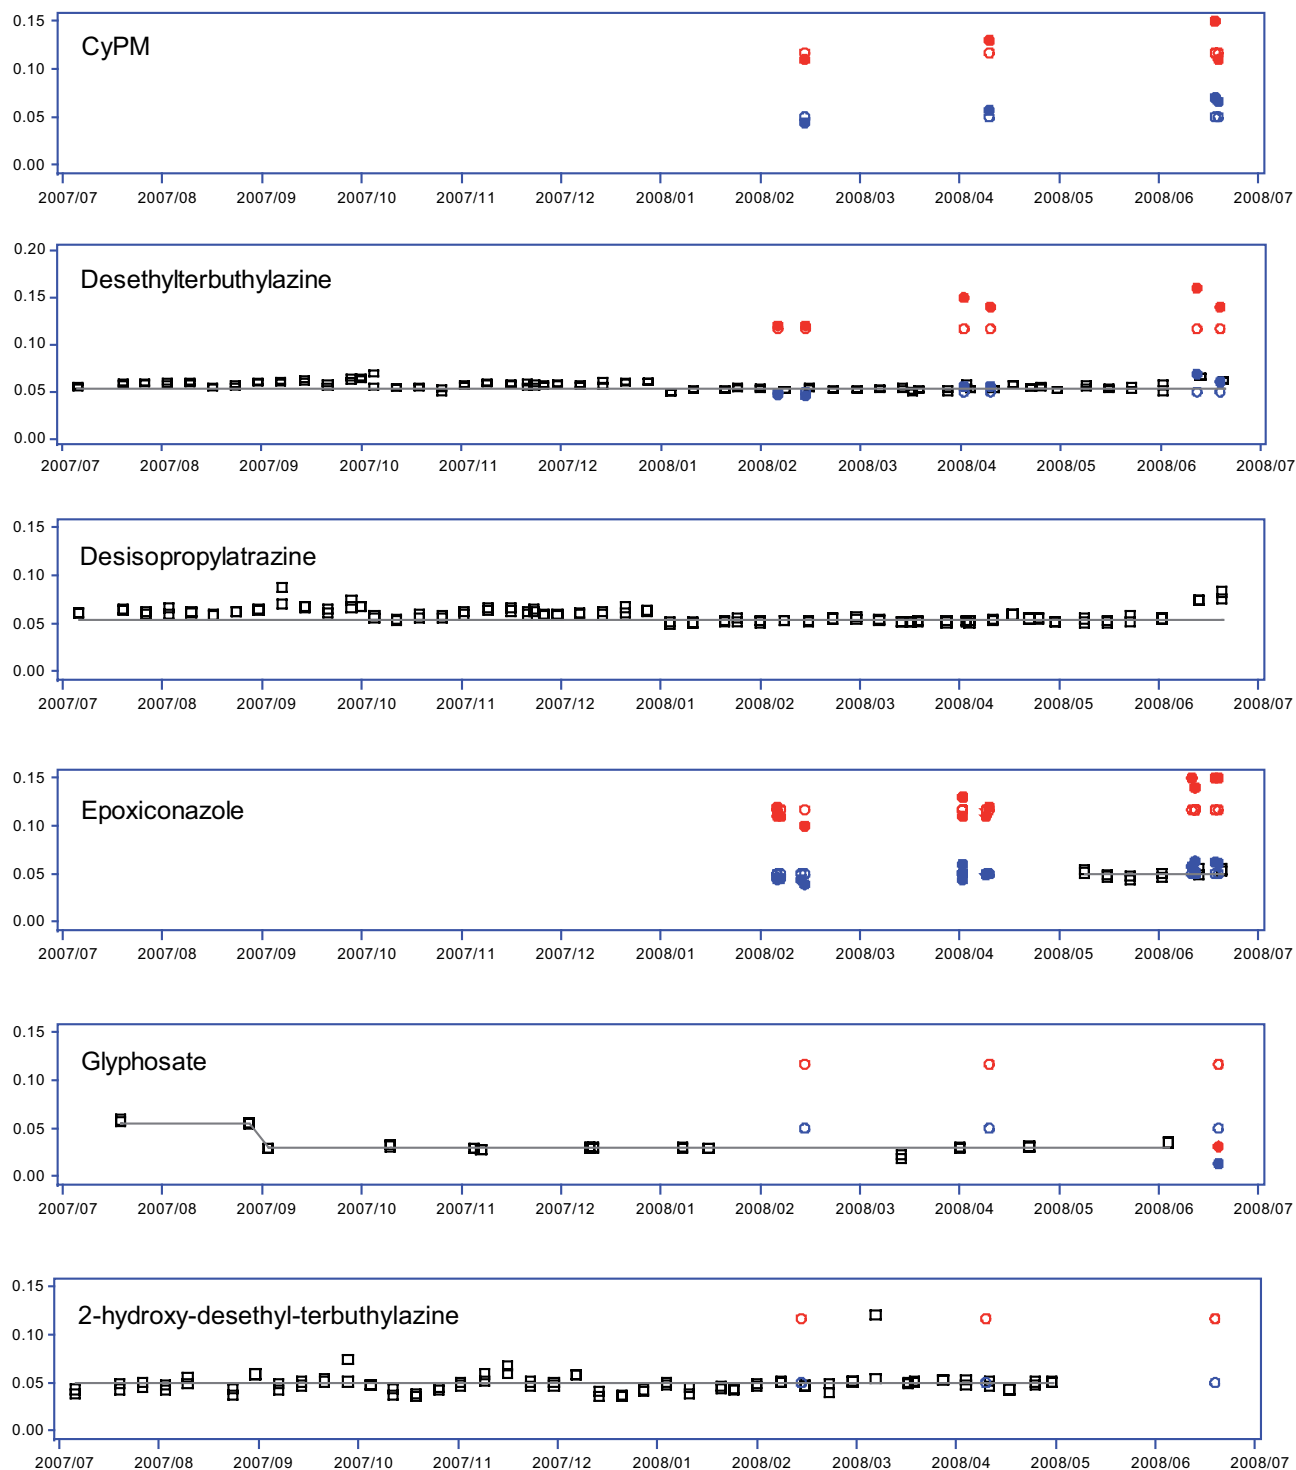 0.15
CyPM
0.10
0.05
0.00
2007/07 2007/08 2007/09 2007/10 2007/11 2007/12 2008/01 2008/02 2008/03 2008/04 2008/05 2008/06 2008/07
0.20
Desethylterbuthylazine
0.15
0.10
0.05
0.00
2007/07 2007/08 2007/09 2007/10 2007/11 2007/12 2008/01 2008/02 2008/03 2008/04 2008/05 2008/06 2008/07
0.15
Desisopropylatrazine
0.10
0.05
0.00
2007/07 2007/08 2007/09 2007/10 2007/11 2007/12 2008/01 2008/02 2008/03 2008/04 2008/05 2008/06 2008/07
0.15
Epoxiconazole
0.10
0.05
0.00
2007/07 2007/08 2007/09 2007/10 2007/11 2007/12 2008/01 2008/02 2008/03 2008/04 2008/05 2008/06 2008/07
0.15
Glyphosate
0.10
0.05
0.00
2007/07 2007/08 2007/09 2007/10 2007/11 2007/12 2008/01 2008/02 2008/03 2008/04 2008/05 2008/06 2008/07
0.15
2-hydroxy-desethyl-terbuthylazine
0.10
0.05
0.00
2007/07 2007/08 2007/09 2007/10 2007/11 2007/12 2008/01 2008/02 2008/03 2008/04 2008/05 2008/06 2008/07